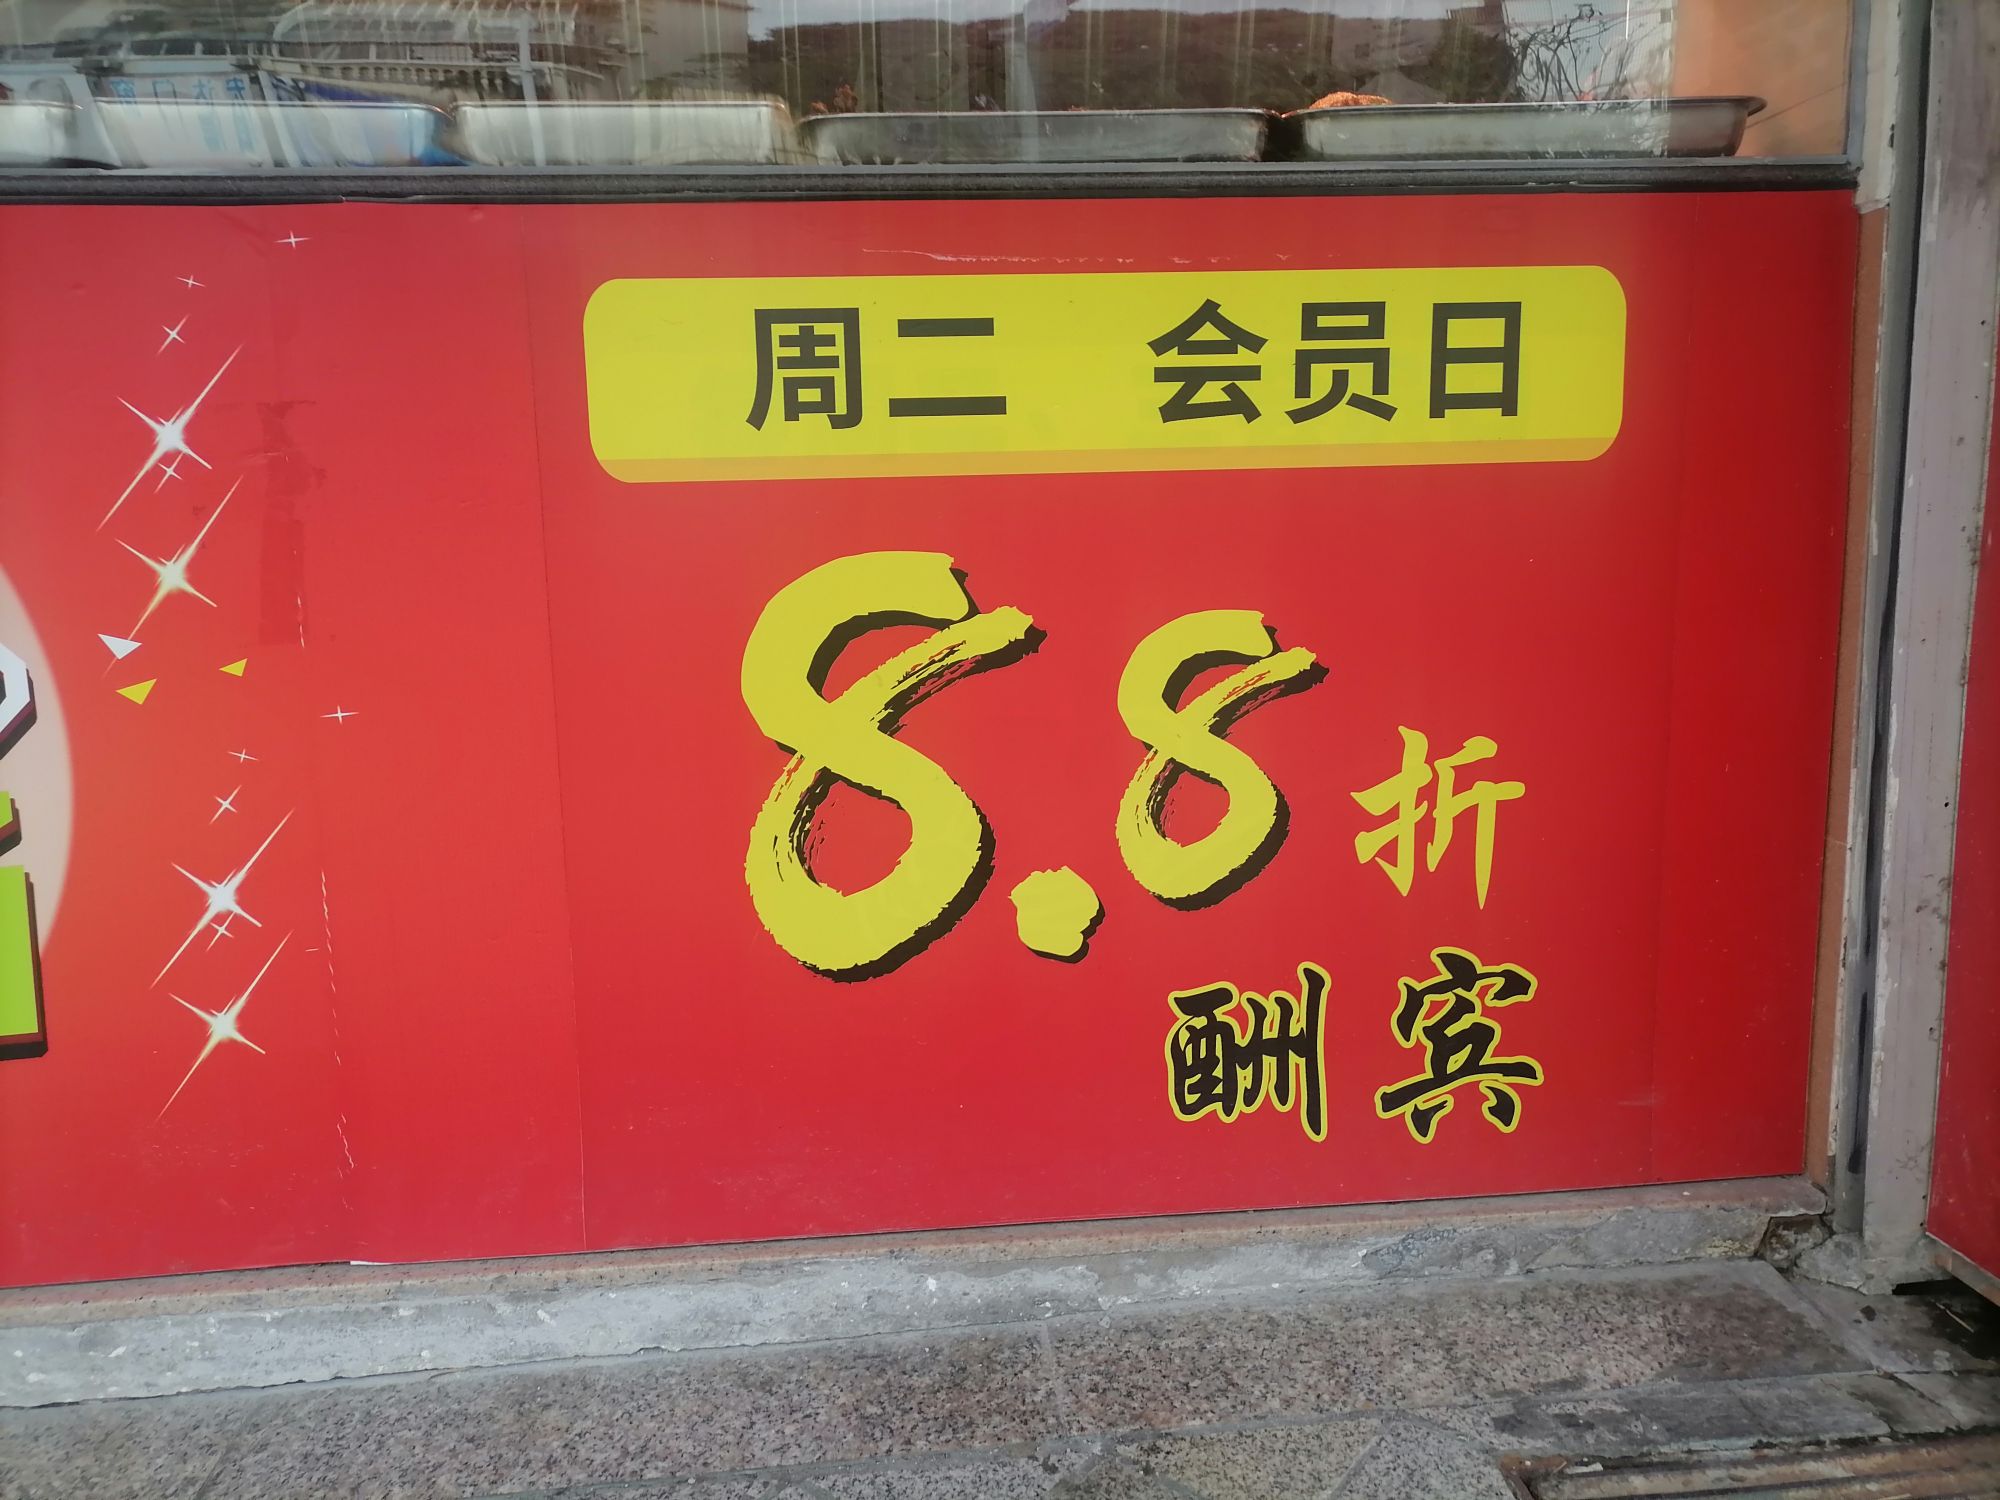 周二 会员日
8.8折
酬宾